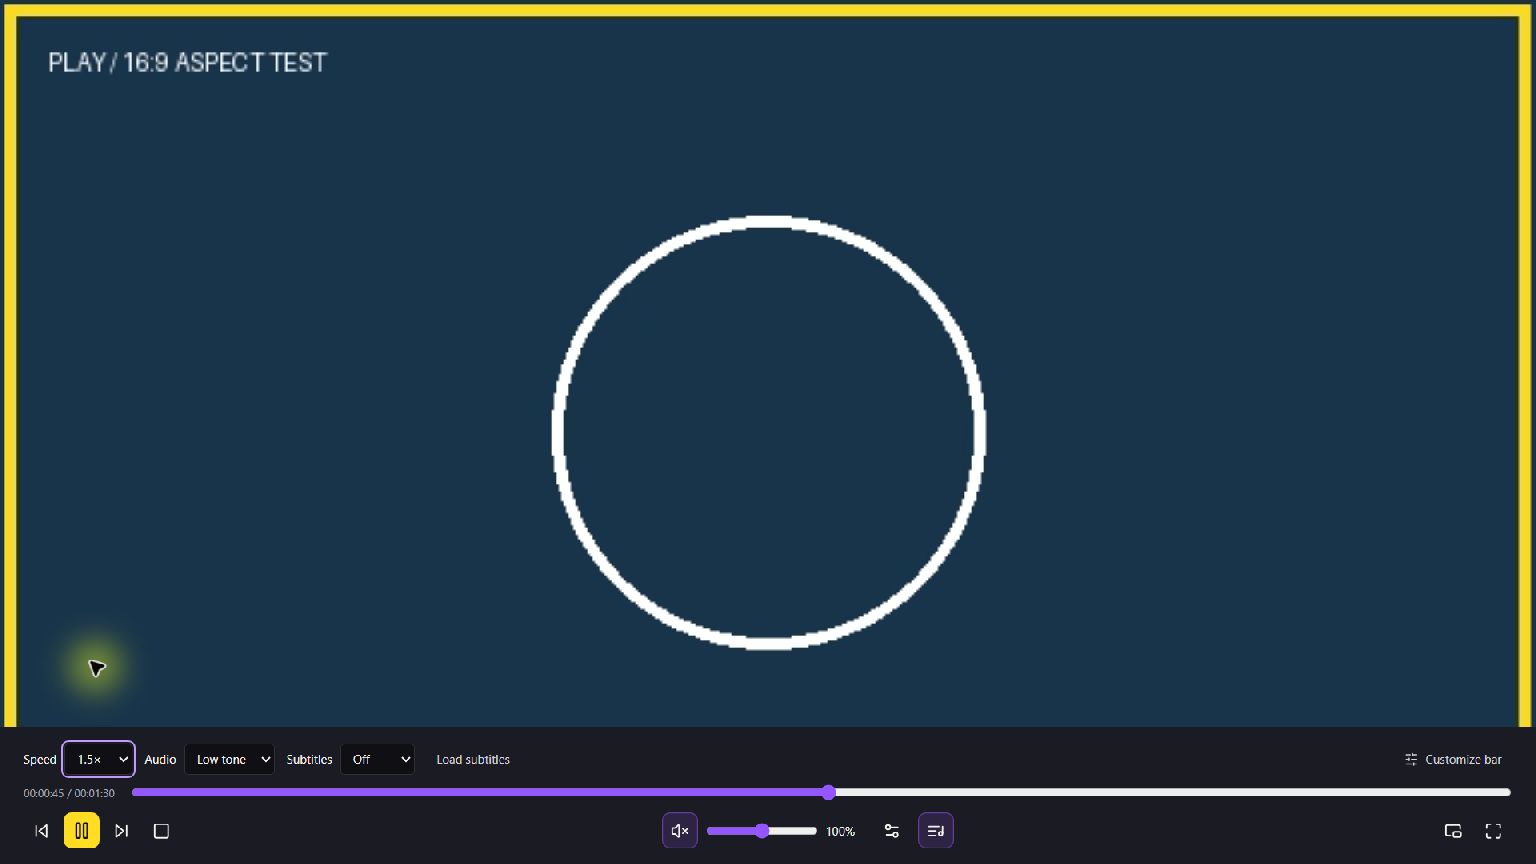 PLAY / 16:9 ASPECT TEST
Speed 1.5× Audio Low tone Subtitles Off Load subtitles Customize bar
00:00:45 / 00:01:30
100%